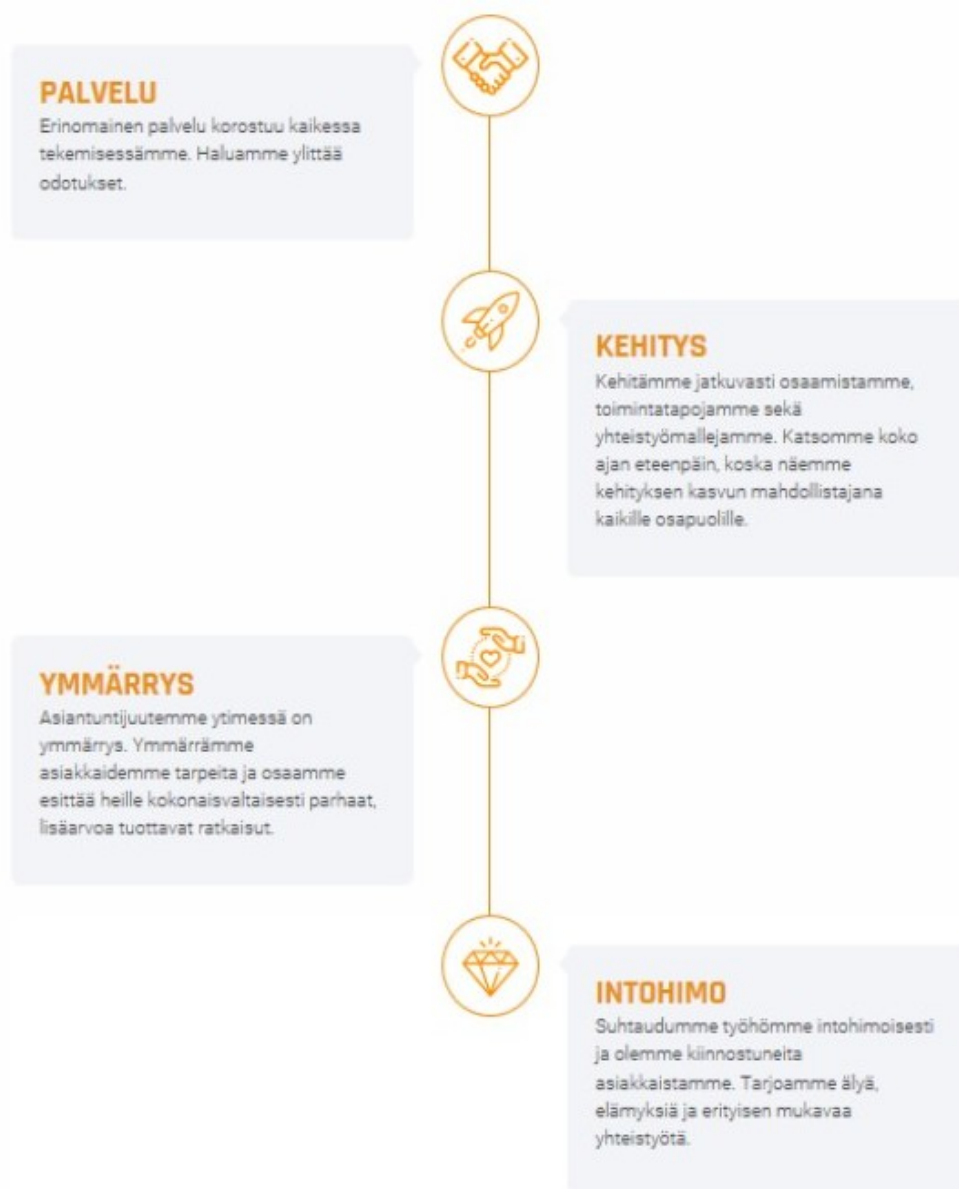 PALVELU
Erinomainen palvelu korostuu kaikessa
tekemisessämme. Haluamme ylittää
odotukset.
KEHITYS
Kehitämme jatkuvasti osaamistamme,
toimintatapojamme sekä
yhteistyömallejamme. Katsomme koko
ajan eteenpäin, koska näemme
kehityksen kasvun mahdollistajana
kaikille osapuolille.
YMMÄRRYS
Asiantuntijuutemme ytimessä on
ymmärrys. Ymmärrämme
asiakkaidemme tarpeita ja osaamme
esittää heille kokonaisvaltaisesti parhaat,
lisäarvoa tuottavat ratkaisut.
INTOHIMO
Suhtaudumme työhömme intohimoisesti
ja olemme kiinnostuneita
asiakkaistamme. Tarjoamme älyä,
elämyksiä ja erityisen mukavaa
yhteistyötä.